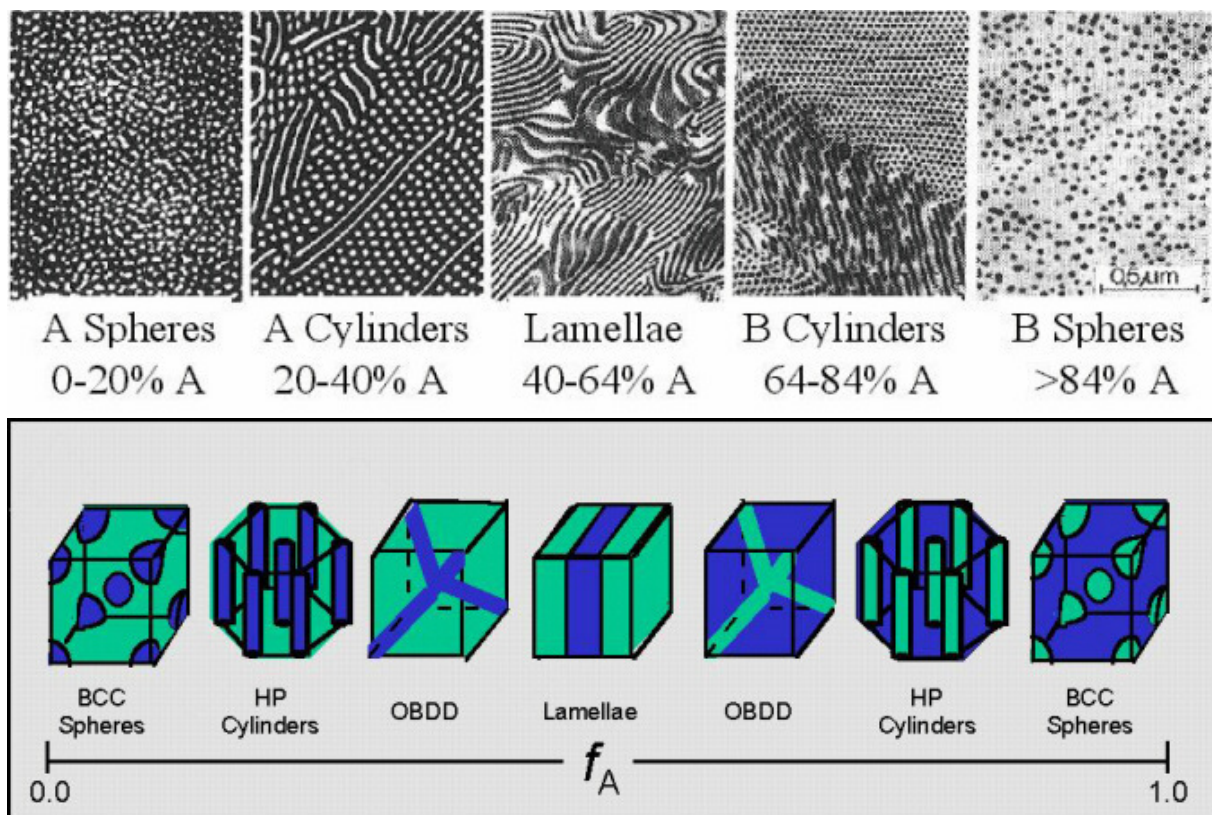 0.5μm
A Spheres A Cylinders Lamellae B Cylinders B Spheres
0-20% A 20-40% A 40-64% A 64-84% A >84% A
BCC Spheres HP Cylinders OBDD Lamellae OBDD HP Cylinders BCC Spheres
0.0 fA 1.0